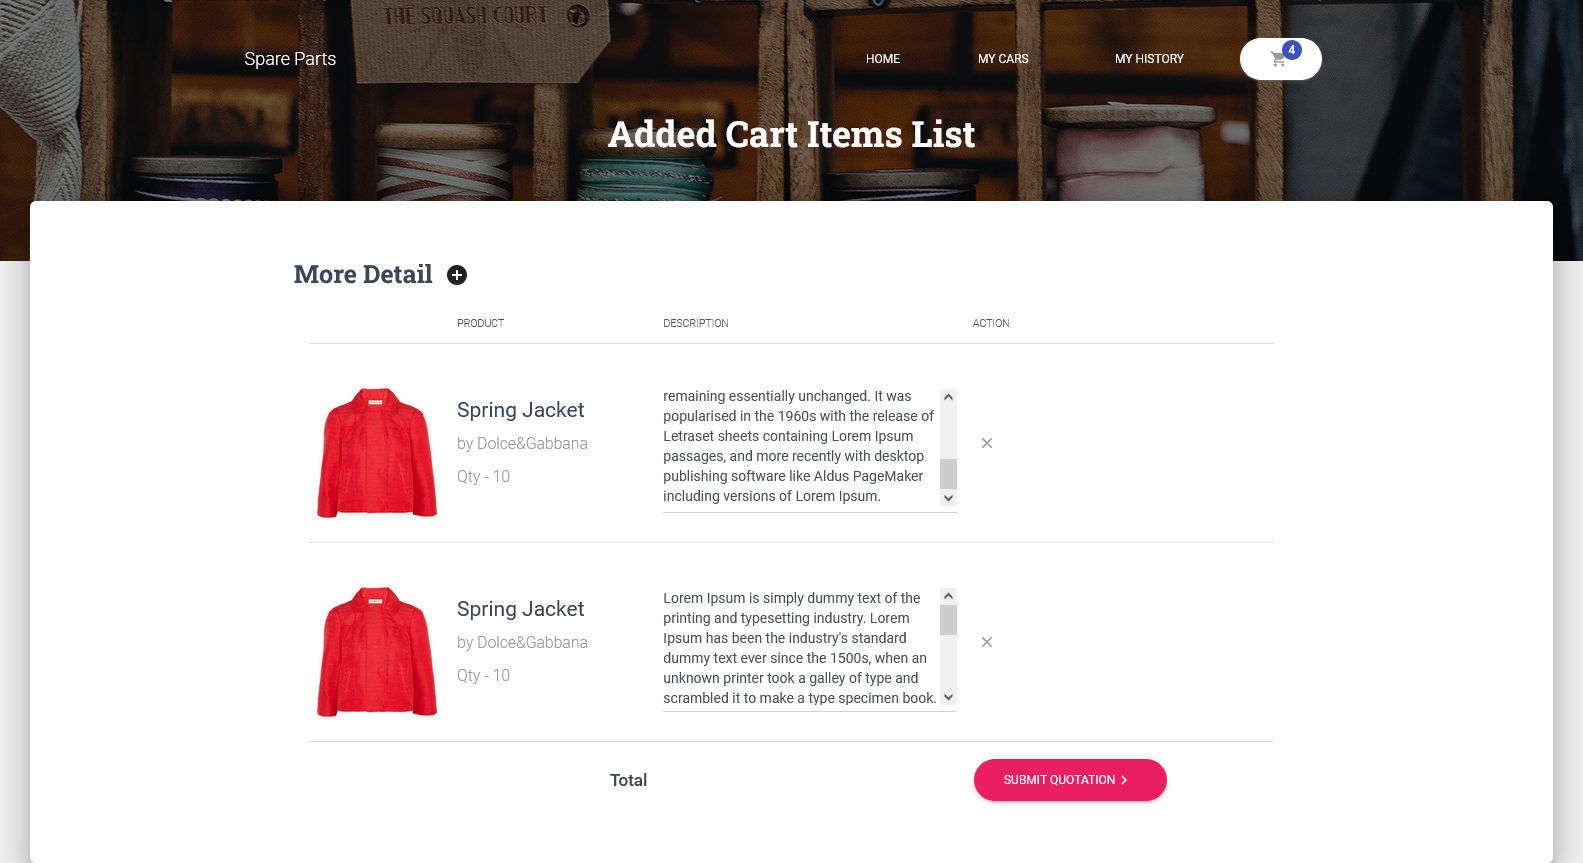 THE SQUASH COURT
Spare Parts
HOME
MY CARS
MY HISTORY
4
Added Cart Items List
More Detail
PRODUCT
DESCRIPTION
ACTION
Spring Jacket
by Dolce&Gabbana
Qty - 10
remaining essentially unchanged. It was
popularised in the 1960s with the release of
Letraset sheets containing Lorem Ipsum
passages, and more recently with desktop
publishing software like Aldus PageMaker
including versions of Lorem Ipsum.
Spring Jacket
by Dolce&Gabbana
Qty - 10
Lorem Ipsum is simply dummy text of the
printing and typesetting industry. Lorem
Ipsum has been the industry's standard
dummy text ever since the 1500s, when an
unknown printer took a galley of type and
scrambled it to make a type specimen book.
Total
SUBMIT QUOTATION